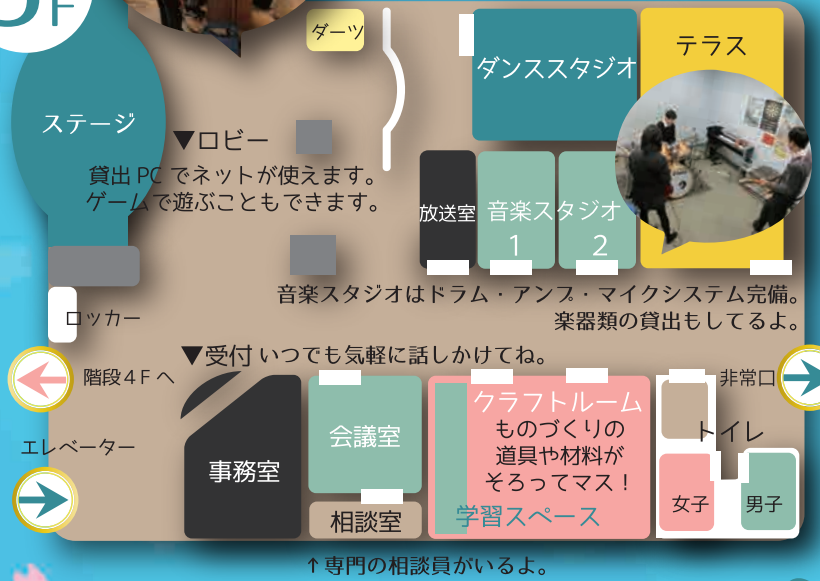 F
ダーツ
テラス
ダンススタジオ
ステージ
▼ロビー
貸出 PC でネットが使えます。
ゲームで遊ぶこともできます。
放送室
音楽スタジオ
1
2
音楽スタジオはドラム・アンプ・マイクシステム完備。
楽器類の貸出もしてるよ。
ロッカー
▼受付 いつでも気軽に話しかけてね。
階段4Fへ
非常口
クラフトルーム
ものづくりの
道具や材料が
そろってマス！
学習スペース
会議室
トイレ
エレベーター
事務室
女子
男子
相談室
↑専門の相談員がいるよ。